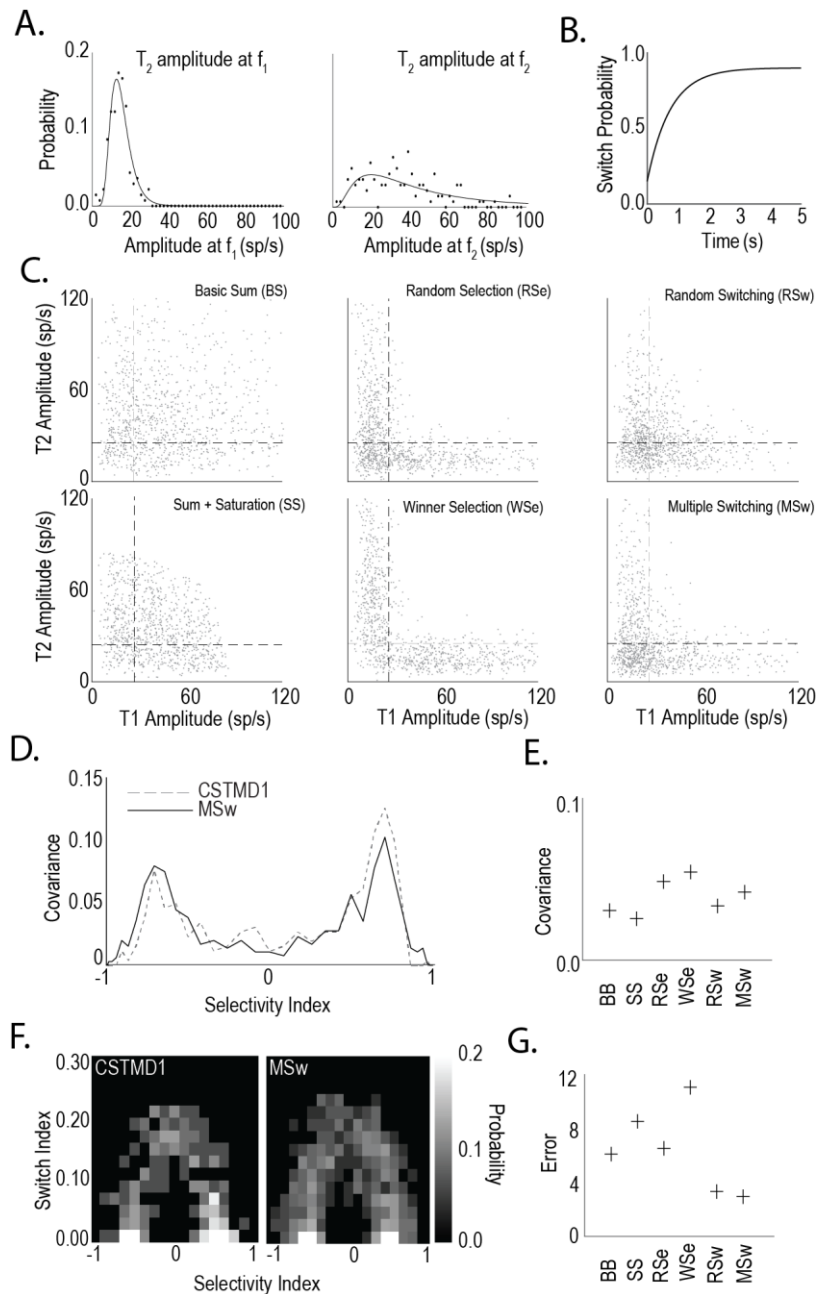 A.
B.
0.2
T2 amplitude at f1
T2 amplitude at f2
Probability
0.1
0.0
0 20 40 60 80 100
Amplitude at f1 (sp/s)
0 20 40 60 80 100
Amplitude at f2 (sp/s)
1.0
Switch Probability
0.5
0.0
0 1 2 3 4 5
Time (s)
C.
120
Basic Sum (BS)
Random Selection (RSe)
Random Switching (RSw)
T2 Amplitude (sp/s)
60
0
120
Sum + Saturation (SS)
Winner Selection (WSe)
Multiple Switching (MSw)
T2 Amplitude (sp/s)
60
0
0 60 120
0 60 120
0 60 120
T1 Amplitude (sp/s)
T1 Amplitude (sp/s)
T1 Amplitude (sp/s)
D.
0.15
CSTMD1
MSw
Covariance
0.10
0.05
0
-1 0 1
Selectivity Index
E.
0.1
Covariance
0.0
BB SS RSe WSe RSw MSw
F.
0.30
CSTMD1
MSw
0.2
Switch Index
0.20
0.10
0.00
Probability
0.1
0.0
-1 0 1
-1 0 1
Selectivity Index
G.
12
Error
8
4
0
BB SS RSe WSe RSw MSw